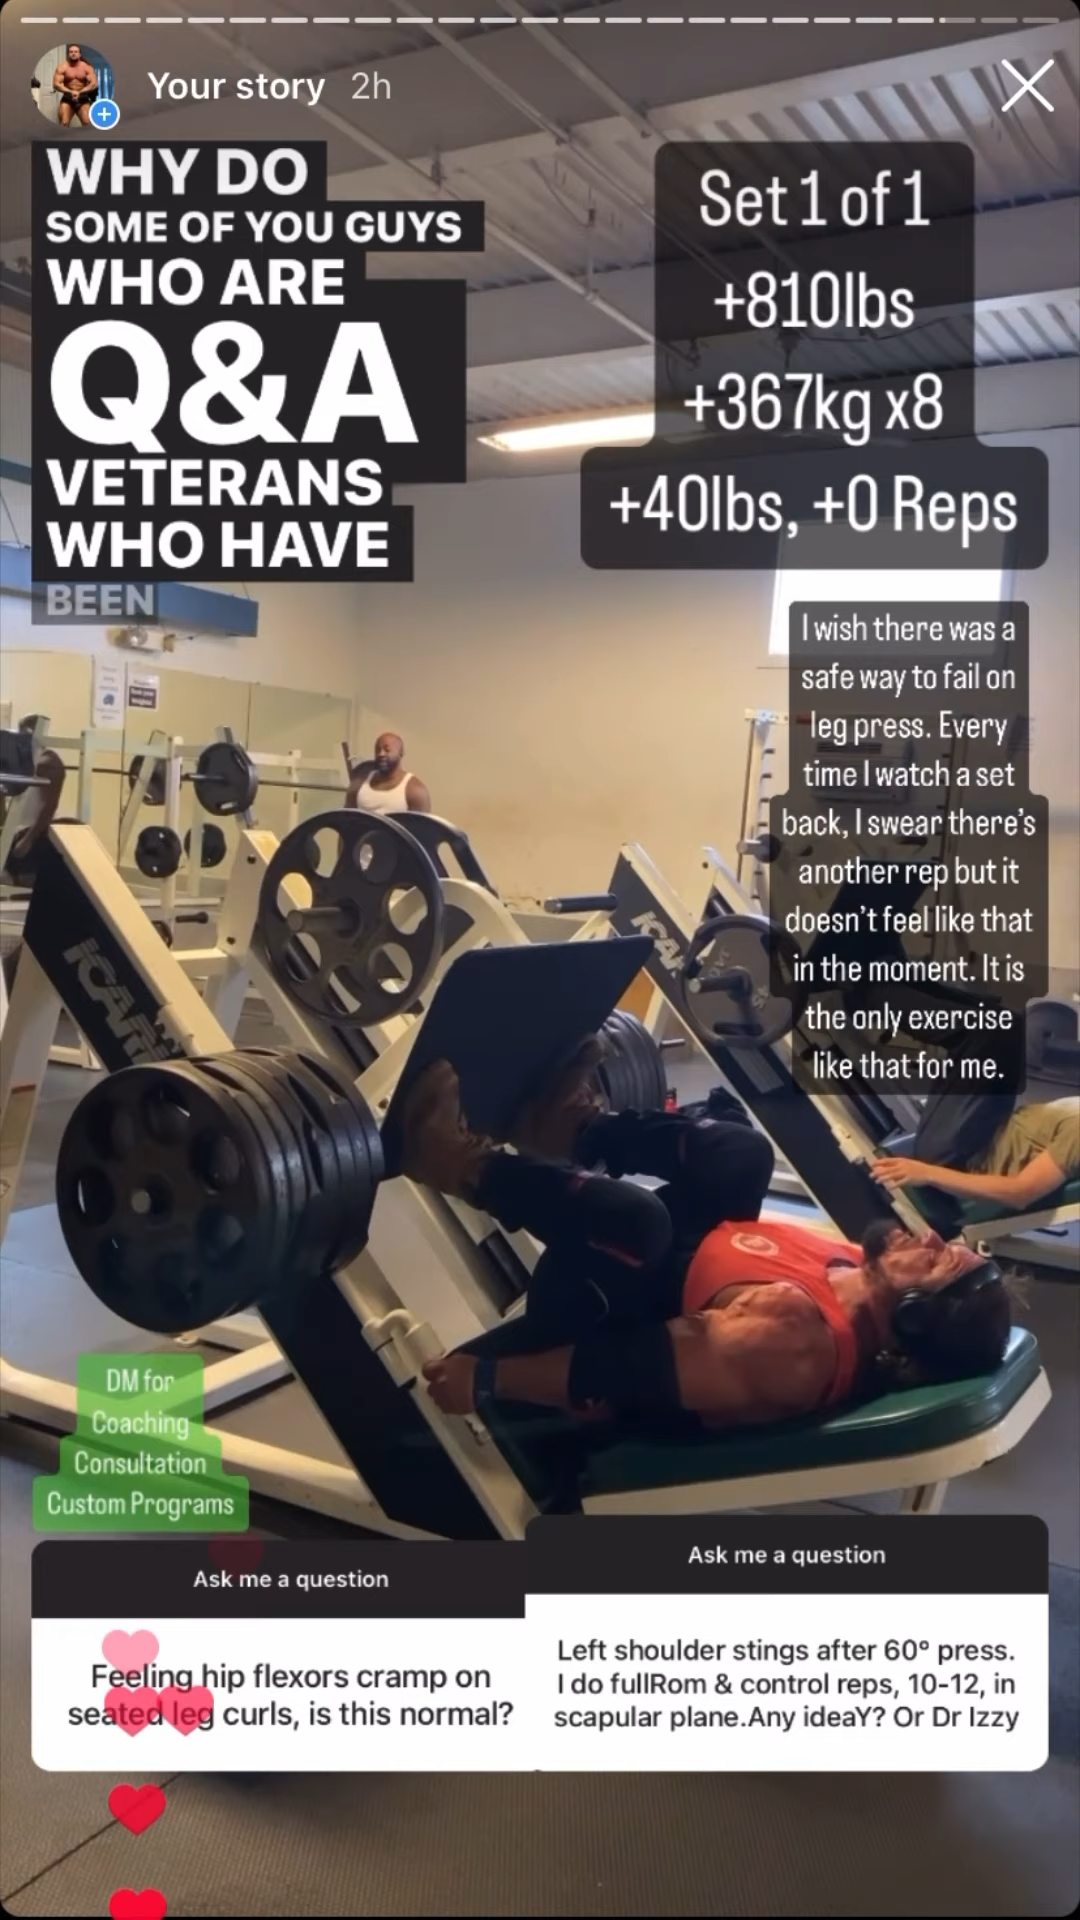 Your story 2h
WHY DO
SOME OF YOU GUYS
WHO ARE
Q&A
VETERANS
WHO HAVE
BEEN
Set 1 of 1
+810lbs
+367kg x8
+40lbs, +0 Reps
I wish there was a
safe way to fail on
leg press. Every
time I watch a set
back, I swear there's
another rep but it
doesn't feel like that
in the moment. It is
the only exercise
like that for me.
ICARIAN
ICAR
DM for
Coaching
Consultation
Custom Programs
Ask me a question
Feeling hip flexors cramp on
seated leg curls, is this normal?
Ask me a question
Left shoulder stings after 60° press.
I do fullRom & control reps, 10-12, in
scapular plane.Any ideaY? Or Dr Izzy